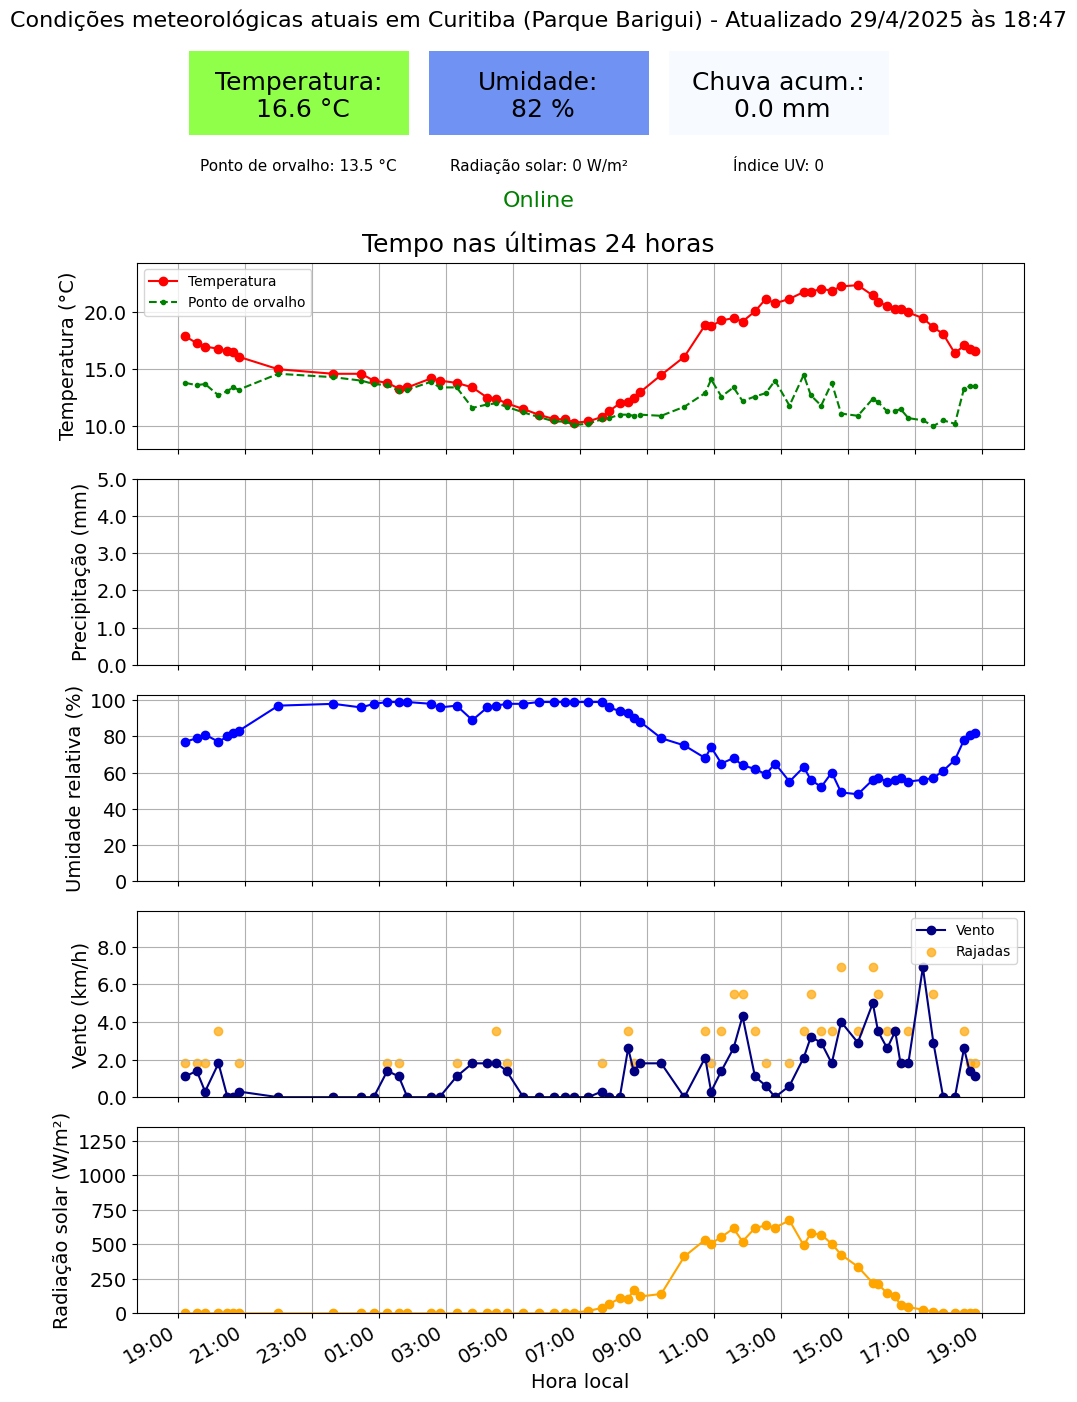 Condições meteorológicas atuais em Curitiba (Parque Barigui) - Atualizado 29/4/2025 às 18:47
Temperatura:
16.6 °C
Umidade:
82 %
Chuva acum.:
0.0 mm
Ponto de orvalho: 13.5 °C
Radiação solar: 0 W/m²
Índice UV: 0
Online
Tempo nas últimas 24 horas
Temperatura (°C)
20.0
15.0
10.0
Temperatura
Ponto de orvalho
Precipitação (mm)
5.0
4.0
3.0
2.0
1.0
0.0
Umidade relativa (%)
100
80
60
40
20
0
Vento (km/h)
8.0
6.0
4.0
2.0
0.0
Vento
Rajadas
Radiação solar (W/m²)
1250
1000
750
500
250
0
19:00
21:00
23:00
01:00
03:00
05:00
07:00
09:00
11:00
13:00
15:00
17:00
19:00
Hora local